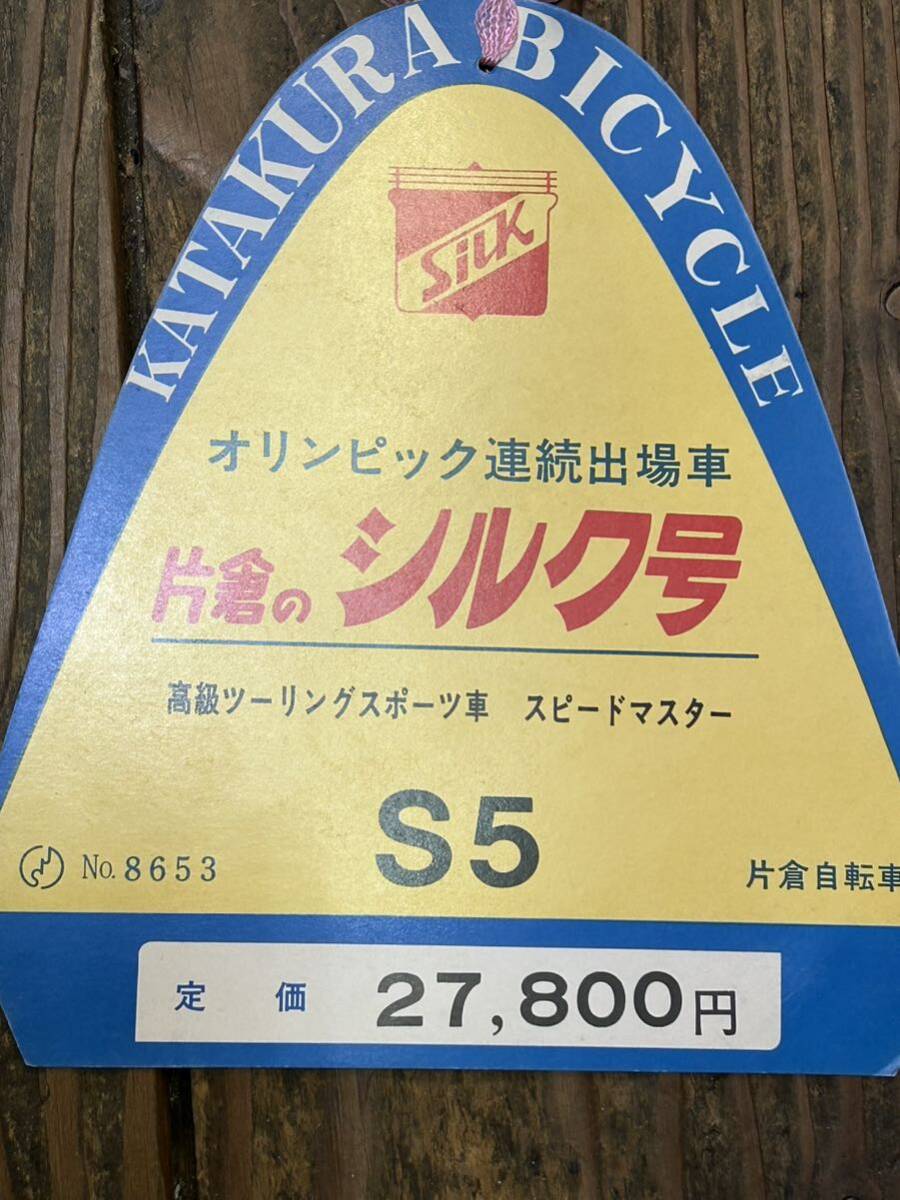 KATAKURA BICYCLE
SiLK
オリンピック連続出場車
片倉のシルク号
高級ツーリングスポーツ車 スピードマスター
S5
No. 8653
片倉自転車
定 価 27,800円